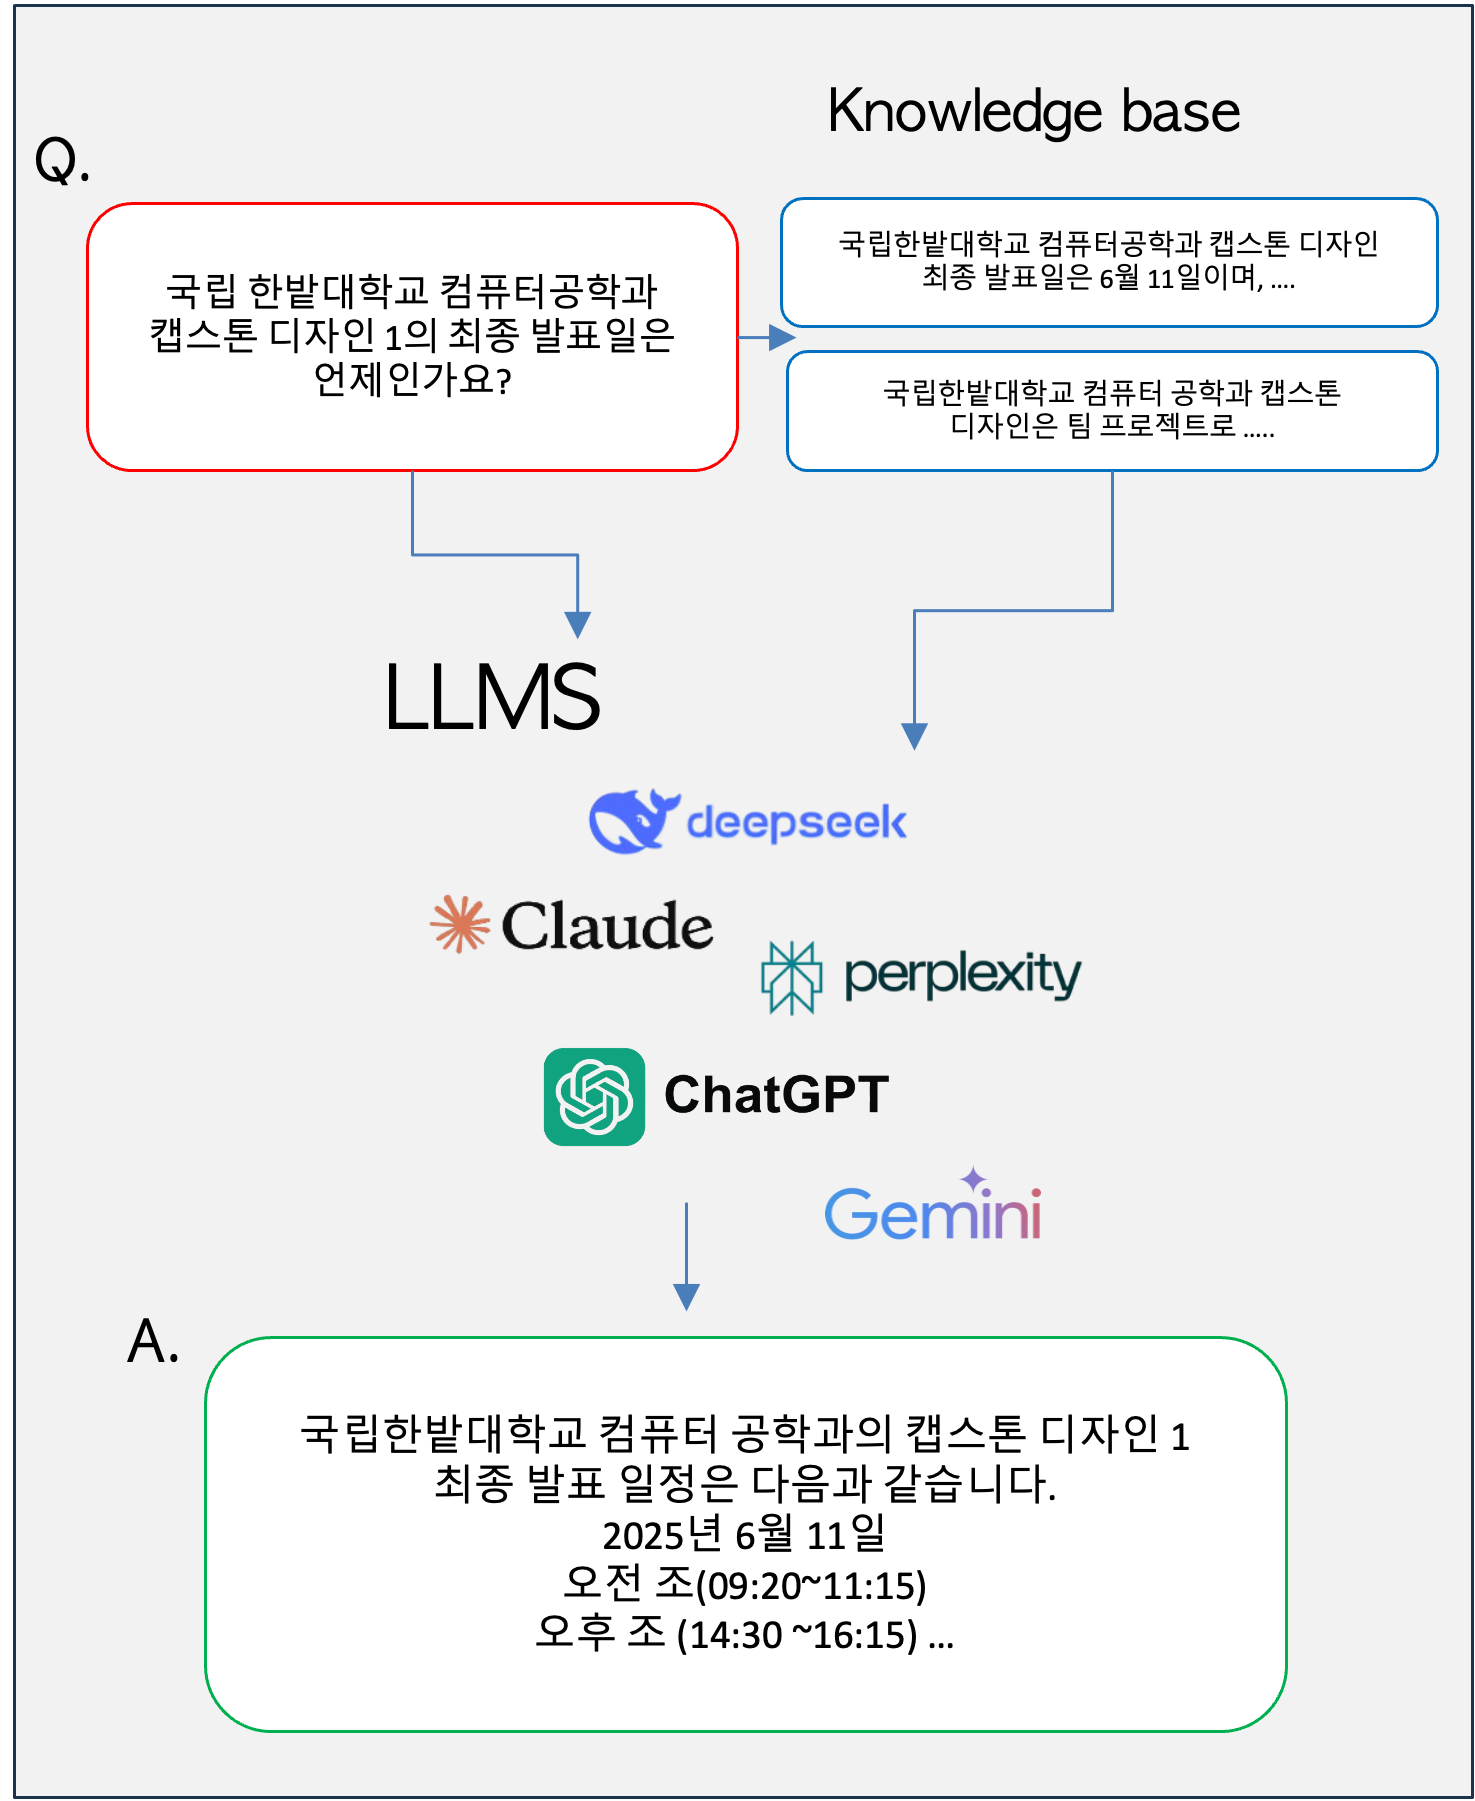 Knowledge base
Q.
국립 한밭대학교 컴퓨터공학과
캡스톤 디자인 1의 최종 발표일은
언제인가요?
국립한밭대학교 컴퓨터공학과 캡스톤 디자인
최종 발표일은 6월 11일이며, ....
국립한밭대학교 컴퓨터 공학과 캡스톤
디자인은 팀 프로젝트로 .....
LLMS
deepseek
Claude
perplexity
ChatGPT
Gemini
A.
국립한밭대학교 컴퓨터 공학과의 캡스톤 디자인 1
최종 발표 일정은 다음과 같습니다.
2025년 6월 11일
오전 조(09:20~11:15)
오후 조 (14:30 ~16:15) ...